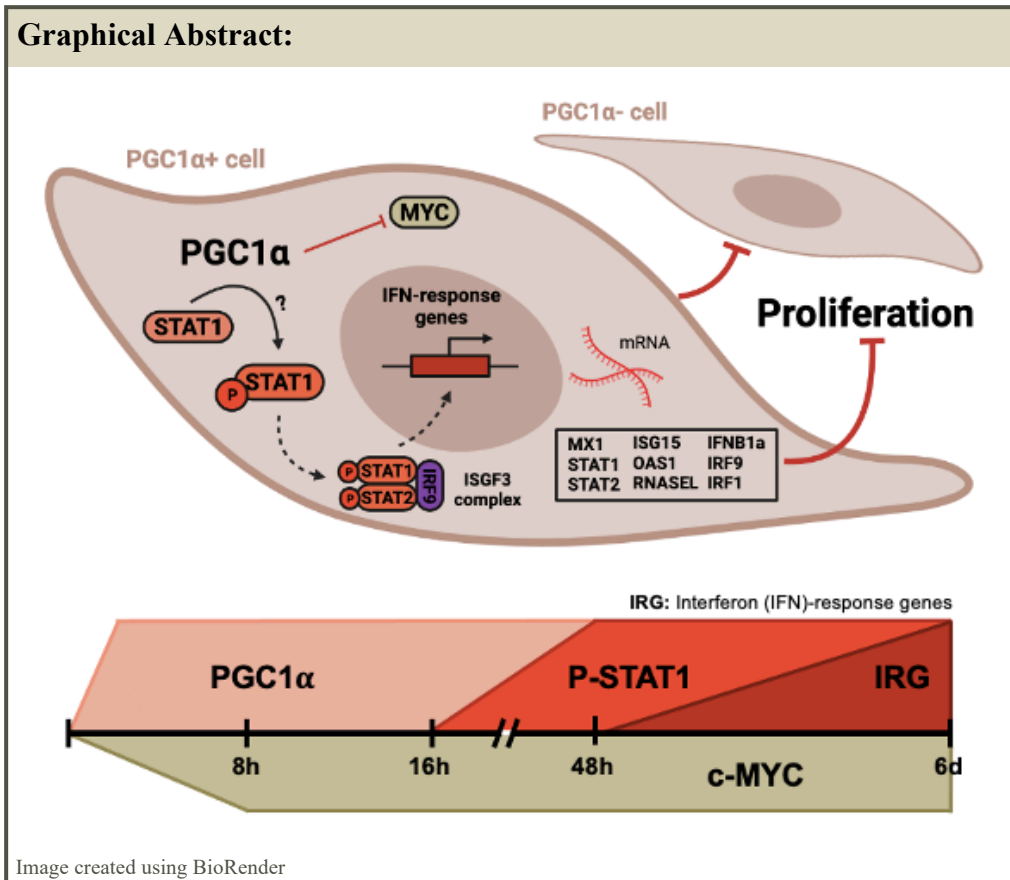 Graphical Abstract:
PGC1α- cell
PGC1α+ cell
MYC
PGC1α
?
STAT1
IFN-response
genes
Proliferation
mRNA
P STAT1
MX1 ISG15 IFNB1a
STAT1 OAS1 IRF9
STAT2 RNASEL IRF1
P STAT1
P STAT2
IRF9
ISGF3
complex
IRG: Interferon (IFN)-response genes
PGC1α P-STAT1 IRG
8h 16h 48h 6d
c-MYC
Image created using BioRender